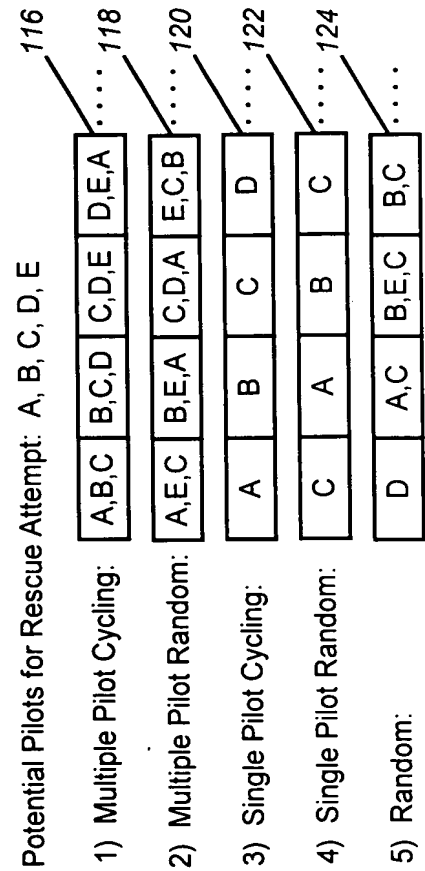 Potential Pilots for Rescue Attempt: A, B, C, D, E
116
1) Multiple Pilot Cycling: A,B,C B,C,D C,D,E D,E,A ....
118
2) Multiple Pilot Random: A,E,C B,E,A C,D,A E,C,B ....
120
3) Single Pilot Cycling: A B C D ....
122
4) Single Pilot Random: C A B C ....
124
5) Random: D A,C B,E,C B,C ....